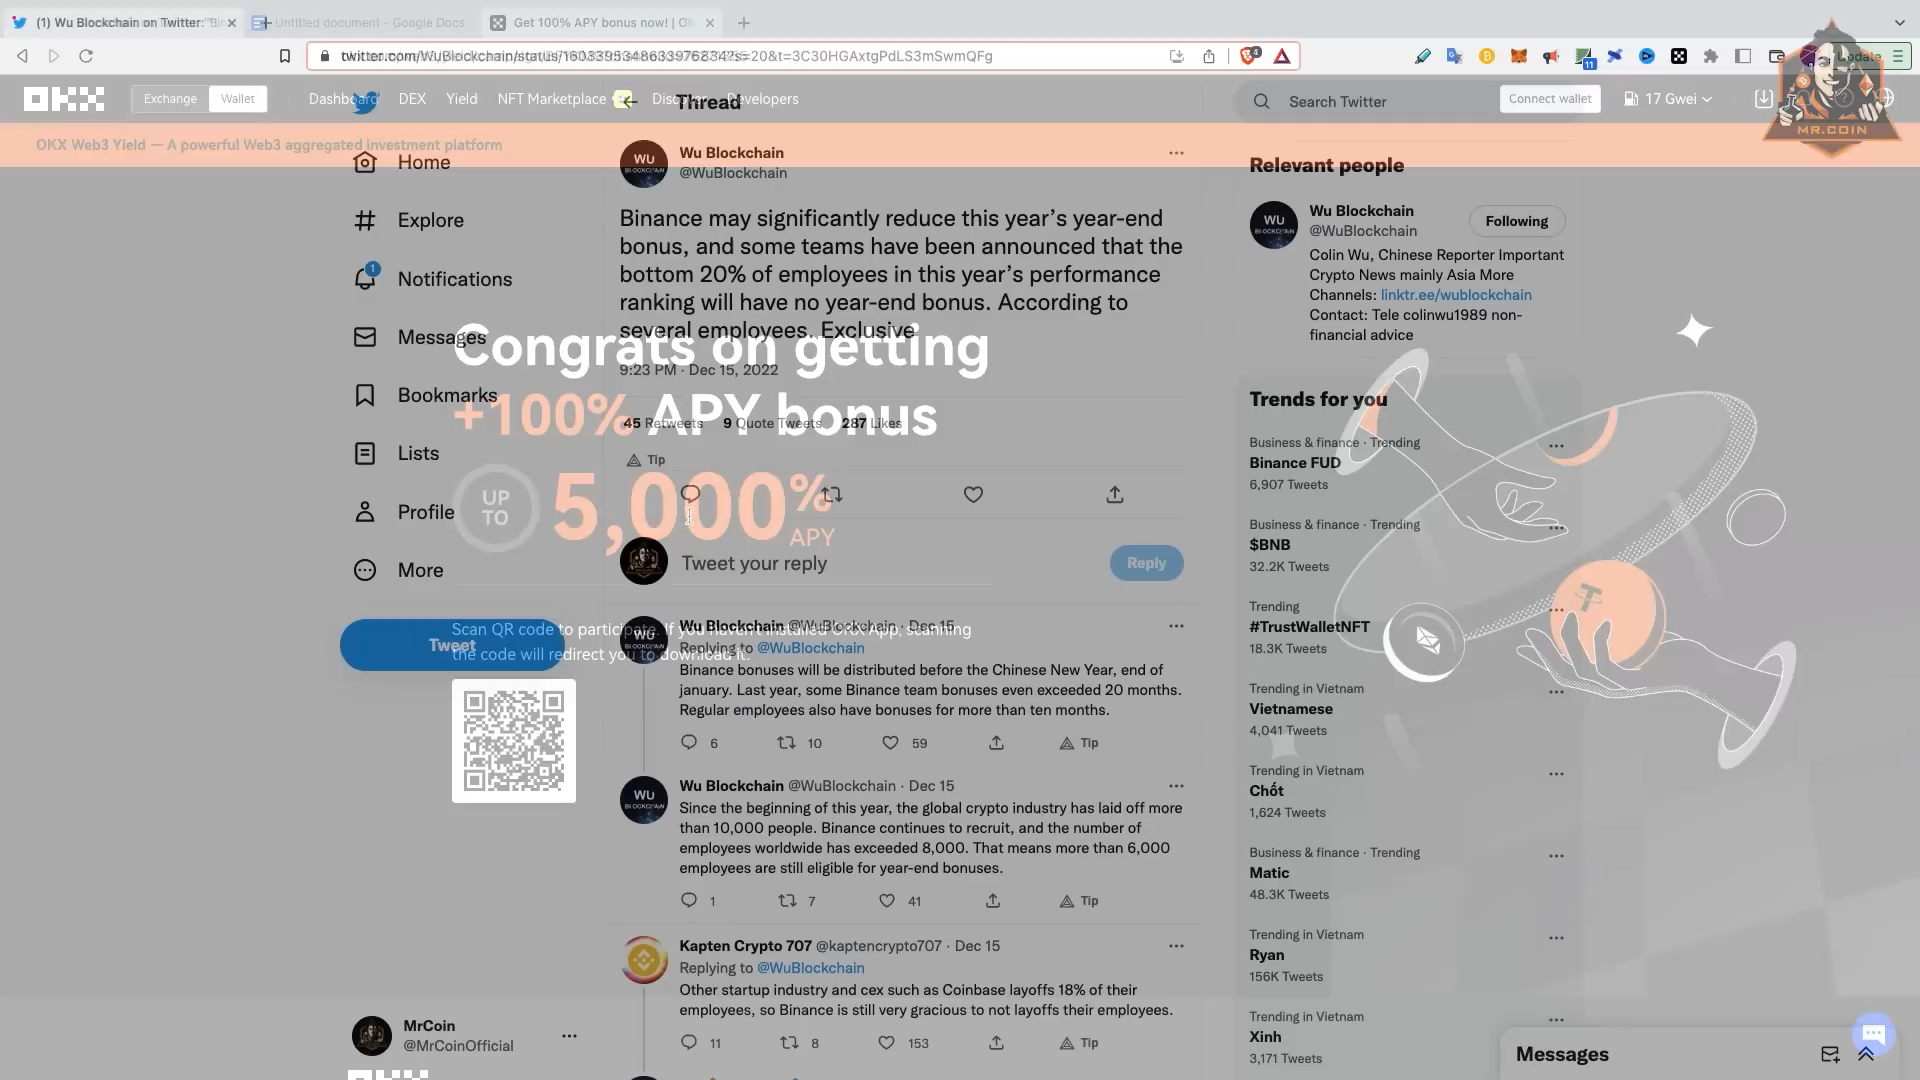 (1) Wu Blockchain on Twitter: "Bin
Untitled document - Google Docs
Get 100% APY bonus now! | O
twitter.com/WuBlockchain/status/1603395348633976834?s=20&t=3C30HGAxtgPdLS3mSwmQFg
4
11
Update
OKX
Exchange
Wallet
Dashboard
DEX
Yield
NFT Marketplace
Discover
Developers
Thread
Search Twitter
Connect wallet
17 Gwei
MR.COIN
OKX Web3 Yield — A powerful Web3 aggregated investment platform
Home
Explore
1
Notifications
Messages
Bookmarks
Lists
Profile
More
Tweet
Wu Blockchain
@WuBlockchain
Binance may significantly reduce this year’s year-end
bonus, and some teams have been announced that the
bottom 20% of employees in this year’s performance
ranking will have no year-end bonus. According to
several employees. Exclusive
9:23 PM · Dec 15, 2022
45 Retweets 9 Quote Tweets 287 Likes
Tip
Congrats on getting
+100% APY bonus
UP
TO
5,000%
APY
Scan QR code to participate. If you haven't installed OKX App, scanning
the code will redirect you to download it.
Tweet your reply
Reply
WU
BLOCKCHAIN
Wu Blockchain @WuBlockchain · Dec 15
Replying to @WuBlockchain
Binance bonuses will be distributed before the Chinese New Year, end of
january. Last year, some Binance team bonuses even exceeded 20 months.
Regular employees also have bonuses for more than ten months.
6 10 59 Tip
WU
BLOCKCHAIN
Wu Blockchain @WuBlockchain · Dec 15
Since the beginning of this year, the global crypto industry has laid off more
than 10,000 people. Binance continues to recruit, and the number of
employees worldwide has exceeded 8,000. That means more than 6,000
employees are still eligible for year-end bonuses.
1 7 41 Tip
Kapten Crypto 707 @kaptencrypto707 · Dec 15
Replying to @WuBlockchain
Other startup industry and cex such as Coinbase layoffs 18% of their
employees, so Binance is still very gracious to not layoffs their employees.
11 8 153 Tip
Relevant people
WU
BLOCKCHAIN
Wu Blockchain
@WuBlockchain
Following
Colin Wu, Chinese Reporter Important
Crypto News mainly Asia More
Channels: linktr.ee/wublockchain
Contact: Tele colinwu1989 non-
financial advice
Trends for you
Business & finance · Trending
Binance FUD
6,907 Tweets
Business & finance · Trending
$BNB
32.2K Tweets
Trending
#TrustWalletNFT
18.3K Tweets
Trending in Vietnam
Vietnamese
4,041 Tweets
Trending in Vietnam
Chốt
1,624 Tweets
Business & finance · Trending
Matic
48.3K Tweets
Trending in Vietnam
Ryan
156K Tweets
Trending in Vietnam
Xinh
3,171 Tweets
MrCoin
@MrCoinOfficial
Messages